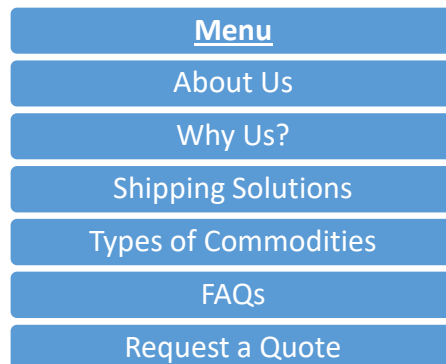 Menu
About Us
Why Us?
Shipping Solutions
Types of Commodities
FAQs
Request a Quote